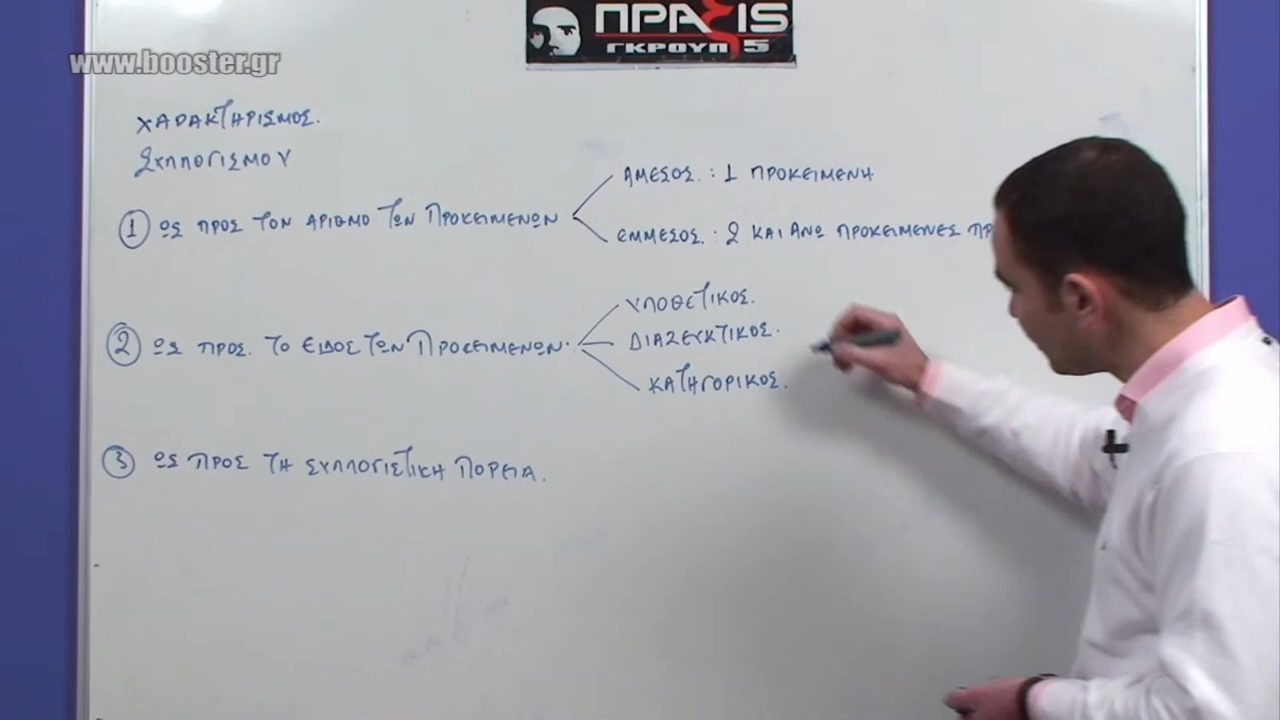 www.booster.gr
ΠΡΑΞΙS
ΓΚΡΟΥΠ 5
ΧΑΡΑΚΤΗΡΙΣΜΟΣ.
ΣΥΛΛΟΓΙΣΜΟΥ
1 ΩΣ ΠΡΟΣ ΤΟΝ ΑΡΙΘΜΟ ΤΩΝ ΠΡΟΚΕΙΜΕΝΩΝ
ΑΜΕΣΟΣ. : 1 ΠΡΟΚΕΙΜΕΝΗ
ΕΜΜΕΣΟΣ. : 2 ΚΑΙ ΑΝΩ ΠΡΟΚΕΙΜΕΝΕΣ ΠΡ
2 ΩΣ ΠΡΟΣ. ΤΟ ΕΙΔΟΣ ΤΩΝ ΠΡΟΚΕΙΜΕΝΩΝ.
ΥΠΟΘΕΤΙΚΟΣ.
ΔΙΑΖΕΥΚΤΙΚΟΣ.
ΚΑΤΗΓΟΡΙΚΟΣ.
3 ΩΣ ΠΡΟΣ ΤΗ ΣΥΛΛΟΓΙΣΤΙΚΗ ΠΟΡΕΙΑ.